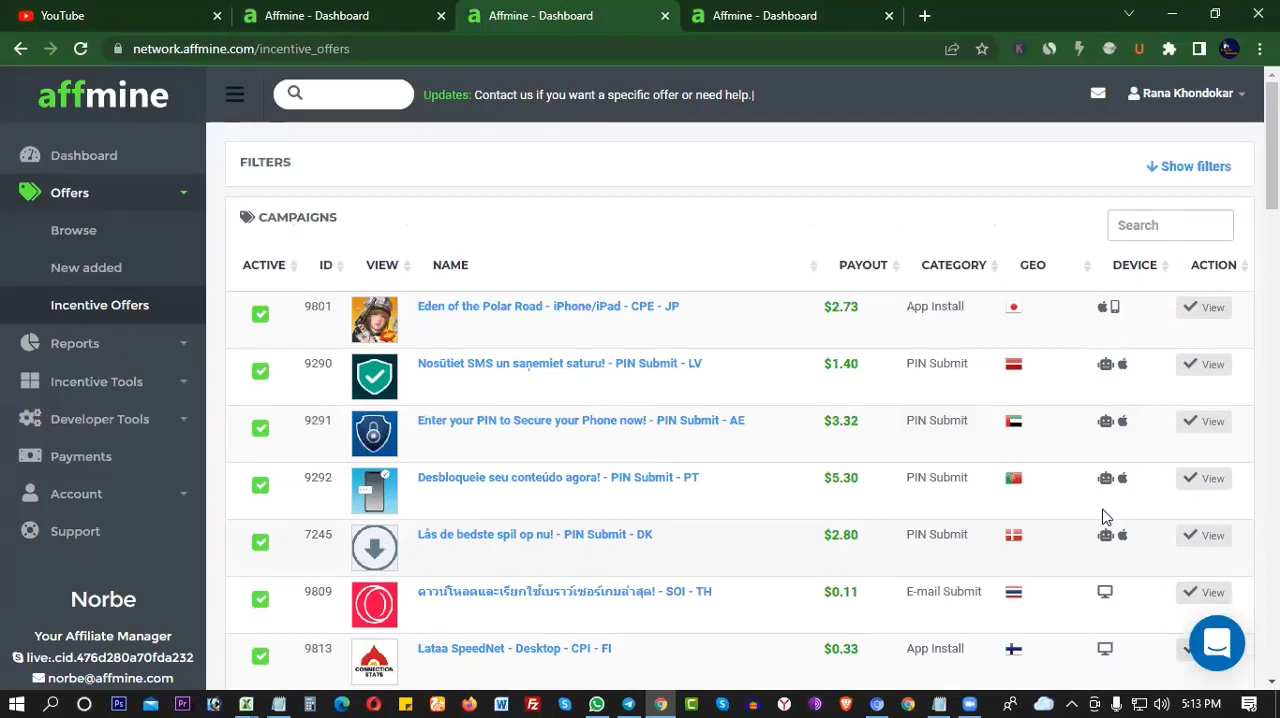 YouTube
Affmine - Dashboard
Affmine - Dashboard
Affmine - Dashboard
network.affmine.com/incentive_offers
affmine
Updates: Contact us if you want a specific offer or need help.|
Rana Khondokar
Dashboard
Offers
Browse
New added
Incentive Offers
Reports
Incentive Tools
Developer Tools
Payments
Account
Support
Norbe
Your Affiliate Manager
live:.cid.476d280a70fda232
norbe@affmine.com
FILTERS
Show filters
CAMPAIGNS
Search
ACTIVE ID VIEW NAME PAYOUT CATEGORY GEO DEVICE ACTION
9801 Eden of the Polar Road - iPhone/iPad - CPE - JP $2.73 App Install View
9290 Nosūtiet SMS un saņemiet saturu! - PIN Submit - LV $1.40 PIN Submit View
9291 Enter your PIN to Secure your Phone now! - PIN Submit - AE $3.32 PIN Submit View
9292 Desbloqueie seu conteúdo agora! - PIN Submit - PT $5.30 PIN Submit View
7245 Lås de bedste spil op nu! - PIN Submit - DK $2.80 PIN Submit View
9809 ดาวน์โหลดและเรียกใช้เบราว์เซอร์เกมล่าสุด! - SOI - TH $0.11 E-mail Submit View
9813 Lataa SpeedNet - Desktop - CPI - FI $0.33 App Install
CONNECTION
STATS
5:13 PM